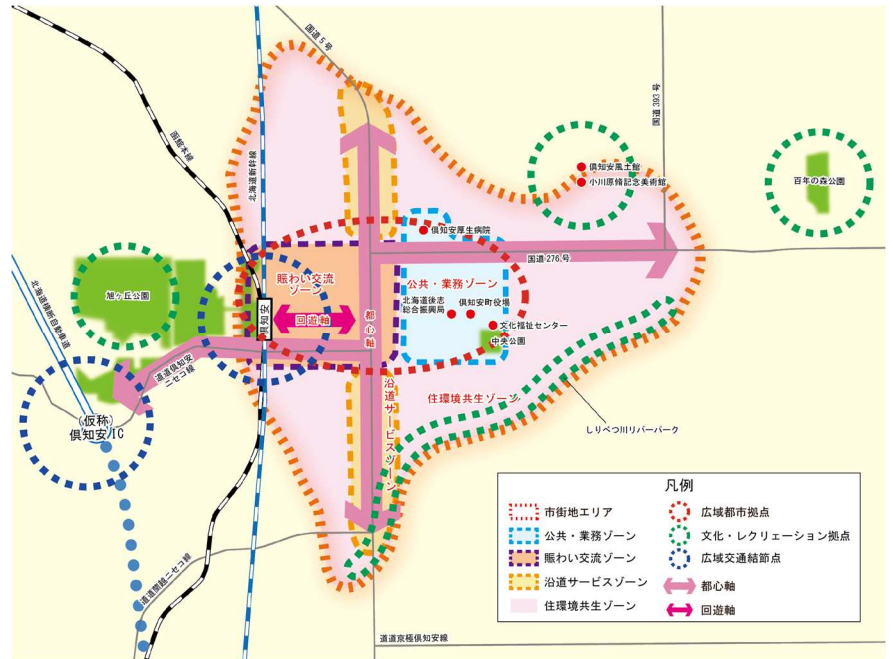 国道5号
国道393号
函館本線
北海道新幹線
倶知安風土館
小川原脩記念美術館
百年の森公園
倶知安厚生病院
国道276号
賑わい交流
ゾーン
公共・業務ゾーン
北海道横断自動車道
旭ヶ丘公園
倶知安
回遊軸
都心軸
北海道後志
総合振興局
倶知安町役場
文化福祉センター
中央公園
道道倶知安
ニセコ線
沿道サービスゾーン
住環境共生ゾーン
(仮称)
倶知安IC
しりべつ川リバーパーク
道道蘭越ニセコ線
道道京極倶知安線
凡例
市街地エリア
公共・業務ゾーン
賑わい交流ゾーン
沿道サービスゾーン
住環境共生ゾーン
広域都市拠点
文化・レクリェーション拠点
広域交通結節点
都心軸
回遊軸